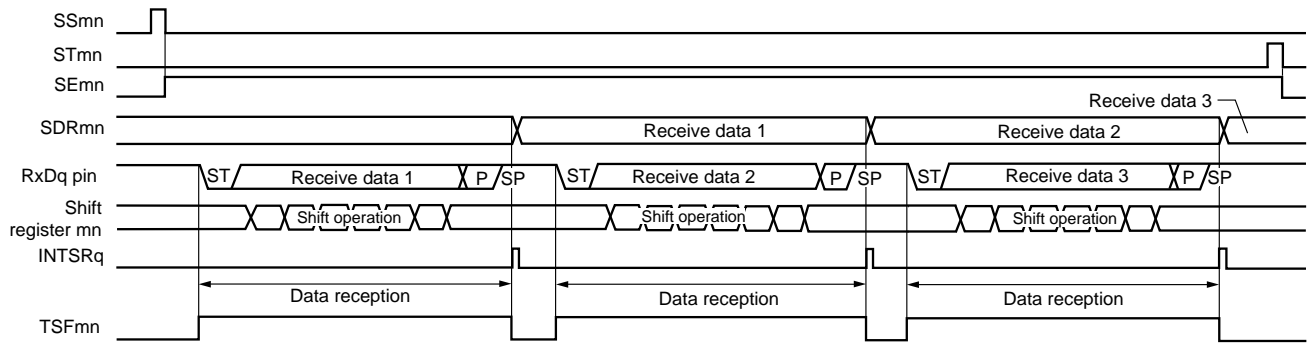 SSmn
STmn
SEmn
Receive data 3
SDRmn Receive data 1 Receive data 2
RxDq pin ST Receive data 1 P SP ST Receive data 2 P SP ST Receive data 3 P SP
Shift
register mn Shift operation Shift operation Shift operation
INTSRq
Data reception Data reception Data reception
TSFmn